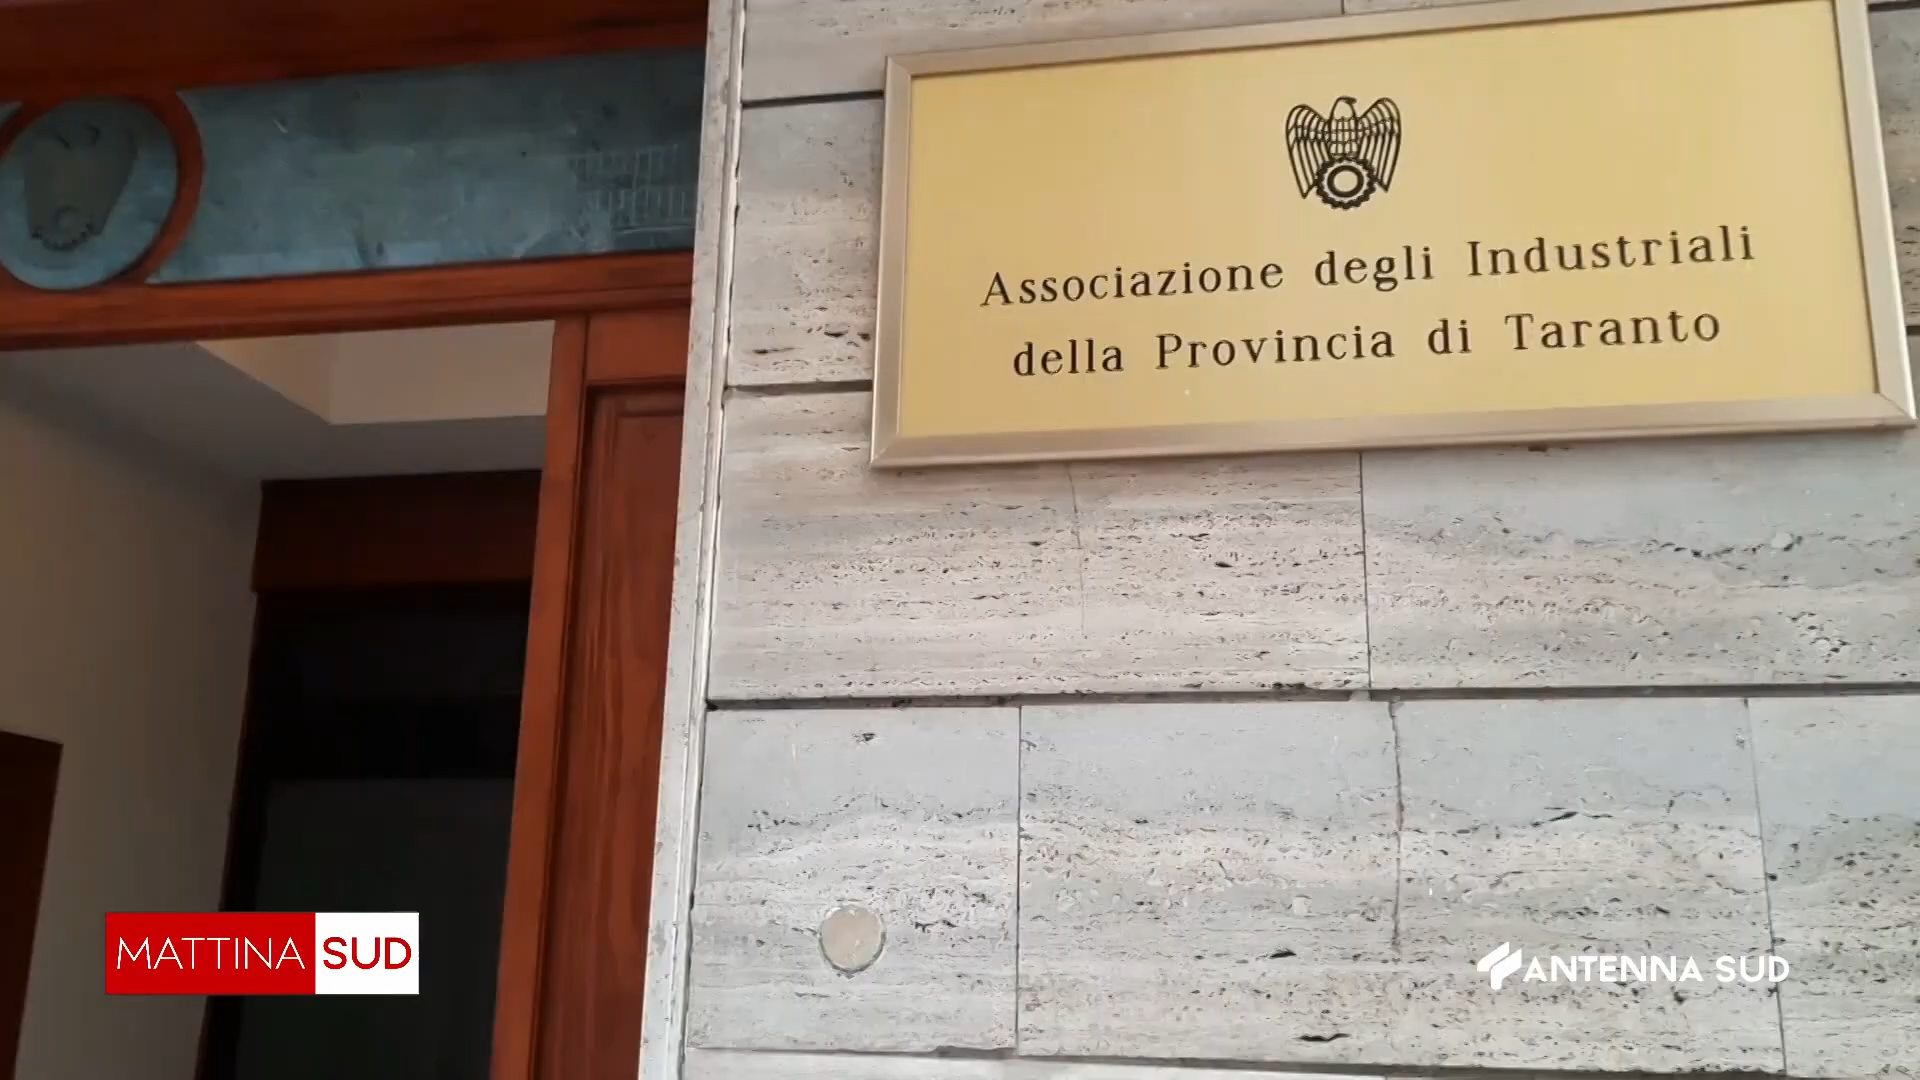 Associazione degli Industriali
della Provincia di Taranto
MATTINA SUD
ANTENNA SUD